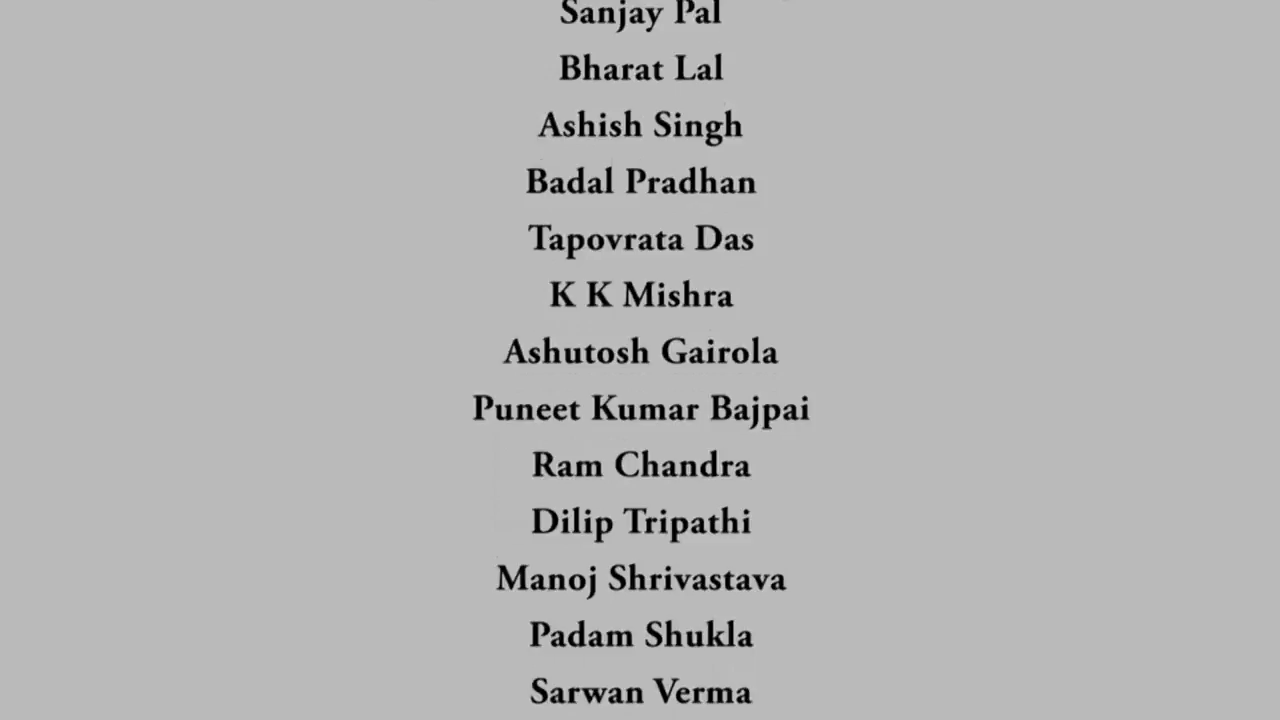 Sanjay Pal
Bharat Lal
Ashish Singh
Badal Pradhan
Tapovrata Das
K K Mishra
Ashutosh Gairola
Puneet Kumar Bajpai
Ram Chandra
Dilip Tripathi
Manoj Shrivastava
Padam Shukla
Sarwan Verma